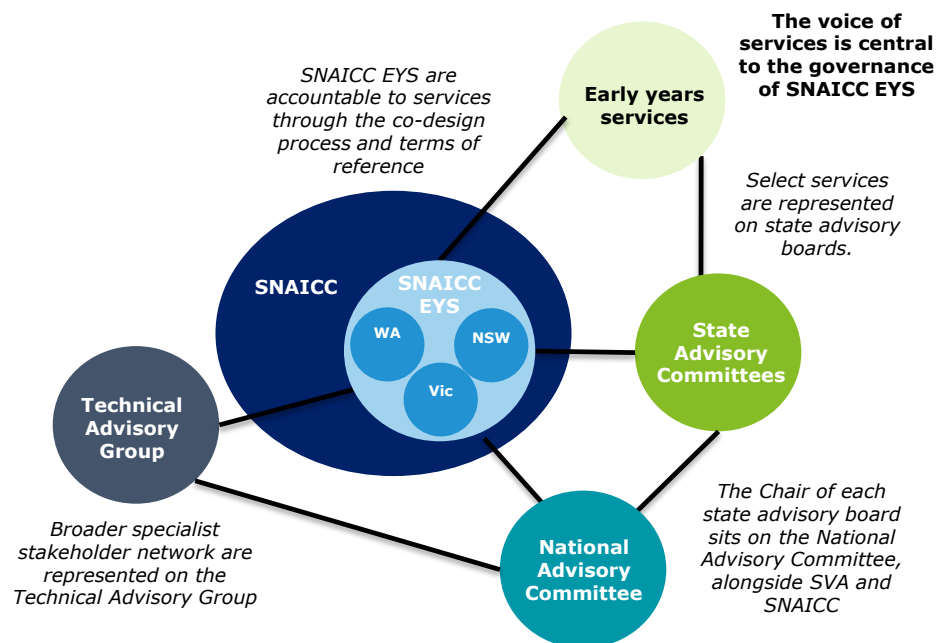 The voice of
services is central
to the governance
of SNAICC EYS
SNAICC EYS are
accountable to services
through the co-design
process and terms of
reference
Early years
services
Select services
are represented
on state advisory
boards.
SNAICC
SNAICC
EYS
WA
NSW
Vic
State
Advisory
Committees
Technical
Advisory
Group
Broader specialist
stakeholder network are
represented on the
Technical Advisory Group
National
Advisory
Committee
The Chair of each
state advisory board
sits on the National
Advisory Committee,
alongside SVA and
SNAICC